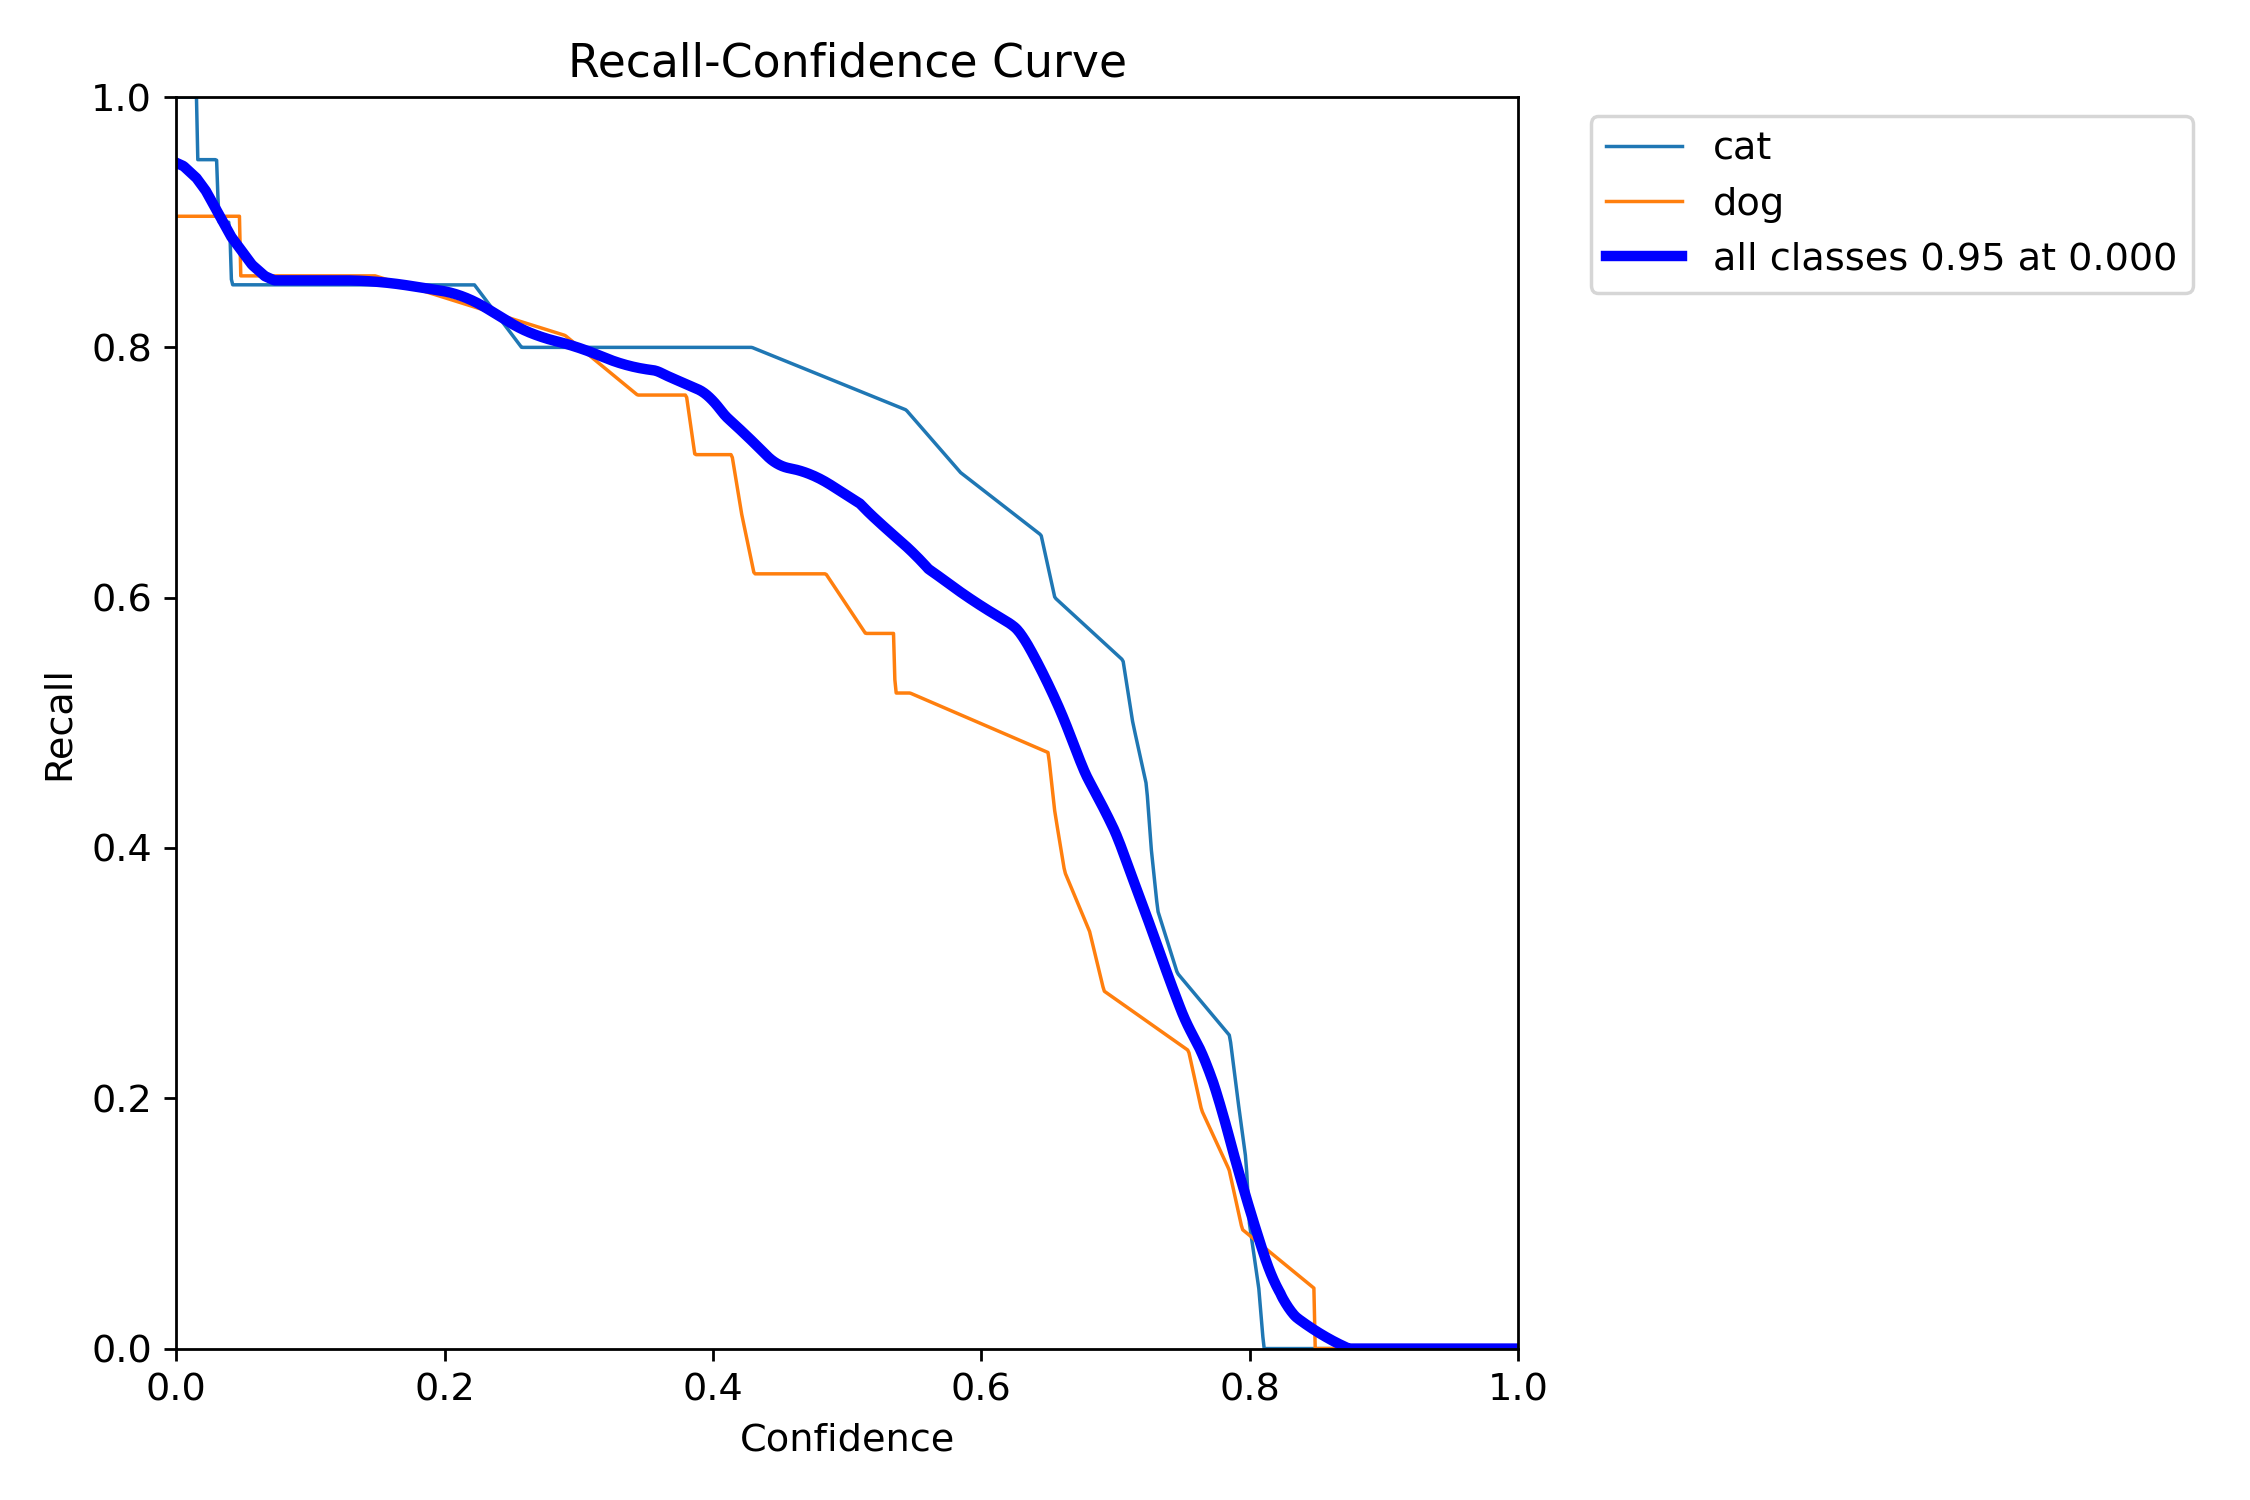 Recall-Confidence Curve
1.0
0.8
0.6
0.4
0.2
0.0
Recall
0.0 0.2 0.4 0.6 0.8 1.0
Confidence
cat
dog
all classes 0.95 at 0.000